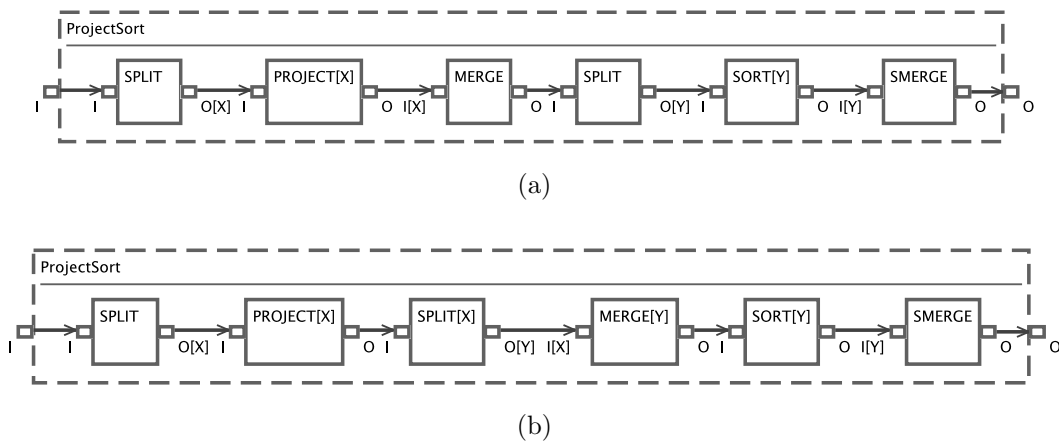 ProjectSort
SPLIT PROJECT[X] MERGE SPLIT SORT[Y] SMERGE
I I O[X] I O I[X] O I O[Y] I O I[Y] O O
(a)
ProjectSort
SPLIT PROJECT[X] SPLIT[X] MERGE[Y] SORT[Y] SMERGE
I I O[X] I O I O[Y] I[X] O I O I[Y] O O
(b)